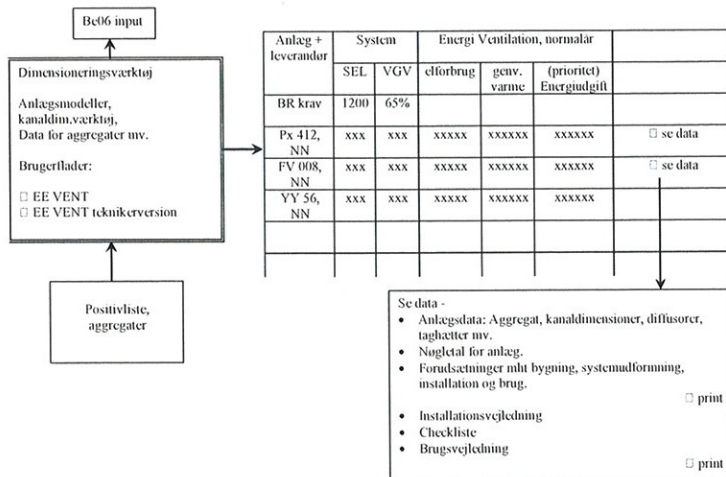 Be06 input
Dimensioneringsværktøj
Anlægsmodeller,
kanaldim,værktøj,
Data for aggregater mv.
Brugerflader:
□ EE VENT
□ EE VENT teknikerversion
Positivliste,
aggregater
Anlæg + leverandør System Energi Ventilation, normalår
SEL VGV elforbrug genv. varme (prioritet) Energiudgift
BR krav 1200 65%
Px 412, NN xxx xxx xxxxx xxxxxx xxxxxx □ se data
FV 008, NN xxx xxx xxxxx xxxxxx xxxxxx □ se data
YY 56, NN xxx xxx xxxxx xxxxxx xxxxxx
Se data -
• Anlægsdata: Aggregat, kanaldimensioner, diffusorer,
taghætter mv.
• Nøgletal for anlæg.
• Forudsætninger mht bygning, systemudformning,
installation og brug.
□ print
• Installationsvejledning
• Checkliste
• Brugsvejledning
□ print